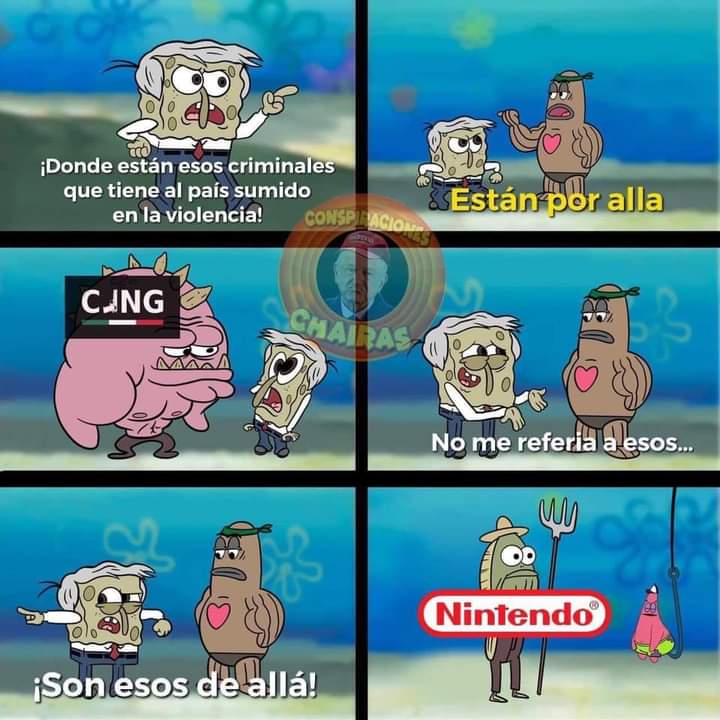 ¡Donde están esos criminales
que tiene al país sumido
en la violencia!
Están por alla
CONSPIRACIONES
CHAIRAS
CJNG
No me referia a esos...
¡Son esos de allá!
Nintendo®